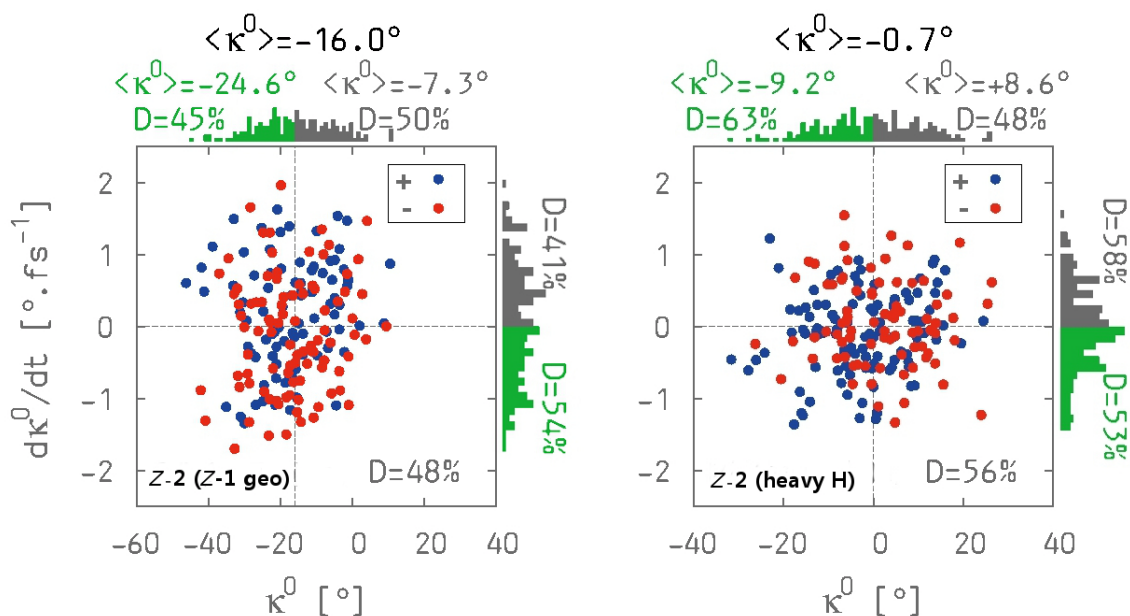 <κ⁰>=-16.0°
<κ⁰>=-24.6°
<κ⁰>=-7.3°
D=45%
D=50%
2
1
0
-1
-2
dκ⁰/dt [°.fs⁻¹]
+
-
D=41%
D=54%
Z-2 (Z-1 geo)
D=48%
-60
-40
-20
0
20
40
κ⁰ [°]
<κ⁰>=-0.7°
<κ⁰>=-9.2°
<κ⁰>=+8.6°
D=63%
D=48%
2
1
0
-1
-2
+
-
D=58%
D=53%
Z-2 (heavy H)
D=56%
-40
-20
0
20
40
60
κ⁰ [°]